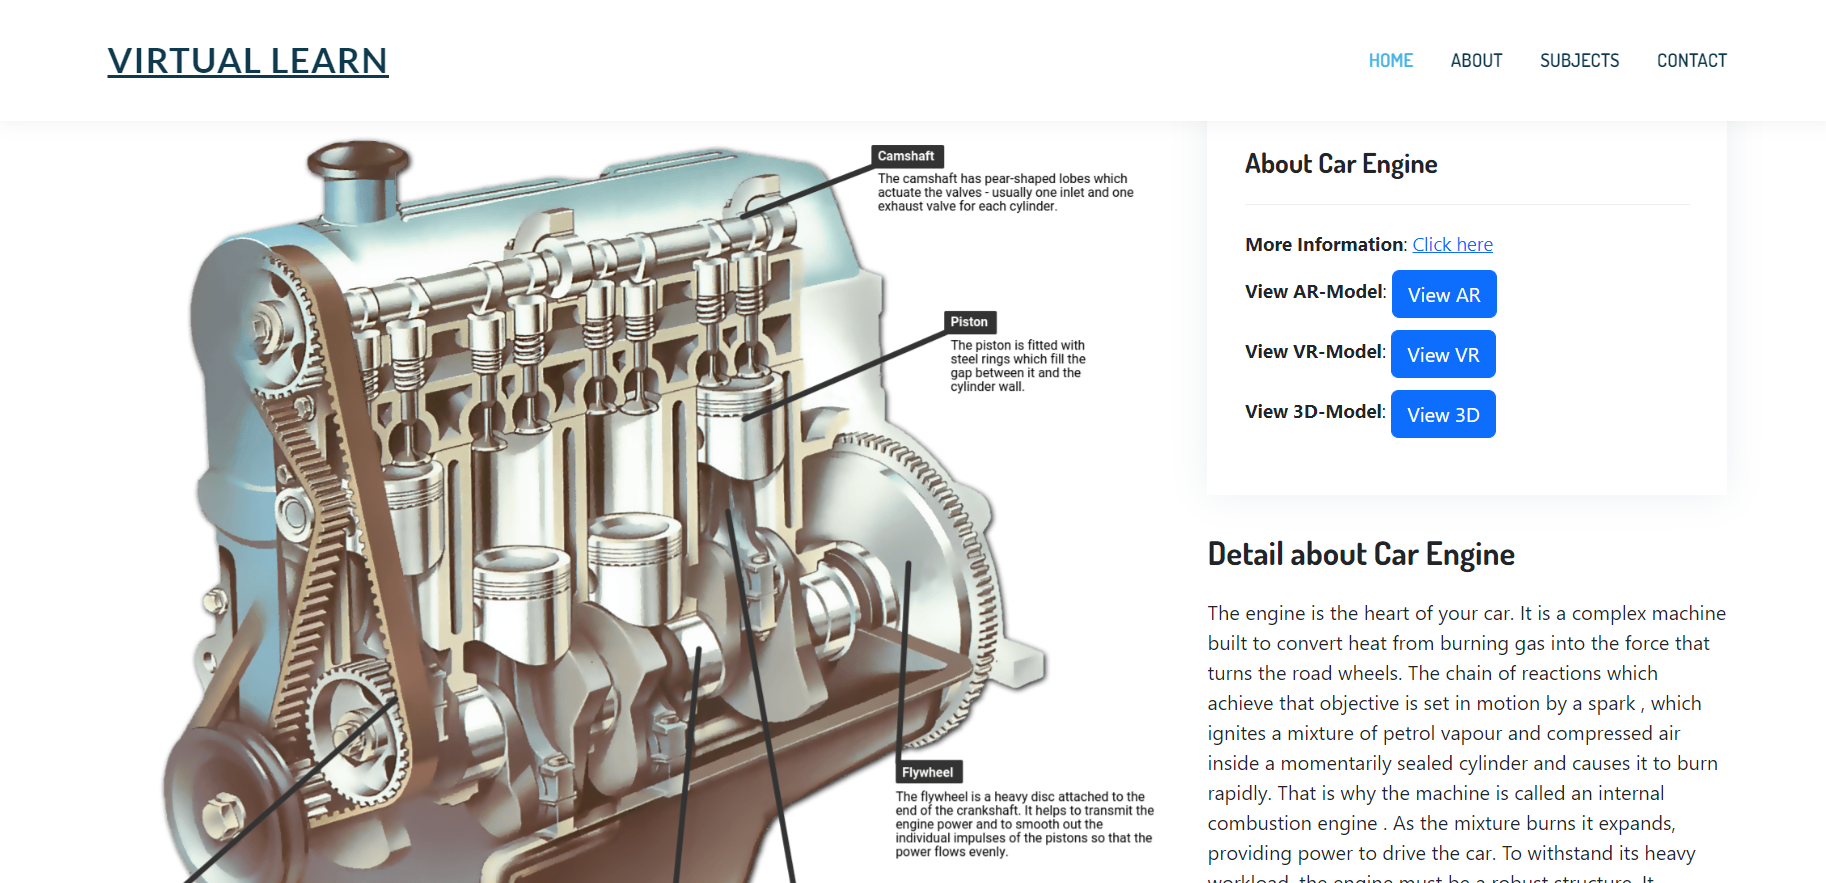 VIRTUAL LEARN
HOME ABOUT SUBJECTS CONTACT
Camshaft
The camshaft has pear-shaped lobes which
actuate the valves - usually one inlet and one
exhaust valve for each cylinder.
Piston
The piston is fitted with
steel rings which fill the
gap between it and the
cylinder wall.
Flywheel
The flywheel is a heavy disc attached to the
end of the crankshaft. It helps to transmit the
engine power and to smooth out the
individual impulses of the pistons so that the
power flows evenly.
About Car Engine
More Information: Click here
View AR-Model: View AR
View VR-Model: View VR
View 3D-Model: View 3D
Detail about Car Engine
The engine is the heart of your car. It is a complex machine
built to convert heat from burning gas into the force that
turns the road wheels. The chain of reactions which
achieve that objective is set in motion by a spark , which
ignites a mixture of petrol vapour and compressed air
inside a momentarily sealed cylinder and causes it to burn
rapidly. That is why the machine is called an internal
combustion engine . As the mixture burns it expands,
providing power to drive the car. To withstand its heavy
workload, the engine must be a robust structure. It